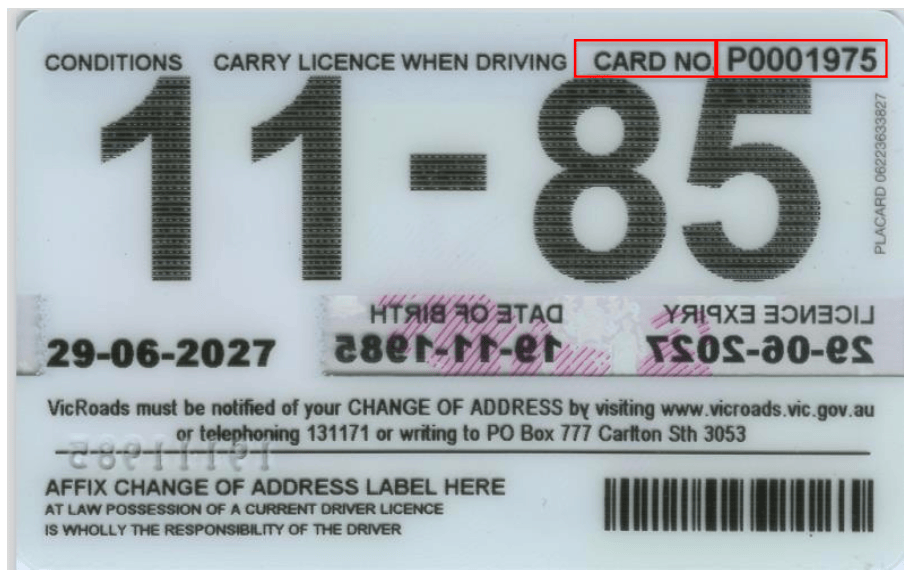 CONDITIONS CARRY LICENCE WHEN DRIVING CARD NO P0001975
11-85
PLACARD 06223633827
DATE OF BIRTH LICENCE EXPIRY
29-06-2027 19-11-1985 29-06-2027
VicRoads must be notified of your CHANGE OF ADDRESS by visiting www.vicroads.vic.gov.au
or telephoning 131171 or writing to PO Box 777 Carlton Sth 3053
19111985
AFFIX CHANGE OF ADDRESS LABEL HERE
AT LAW POSSESSION OF A CURRENT DRIVER LICENCE
IS WHOLLY THE RESPONSIBILITY OF THE DRIVER